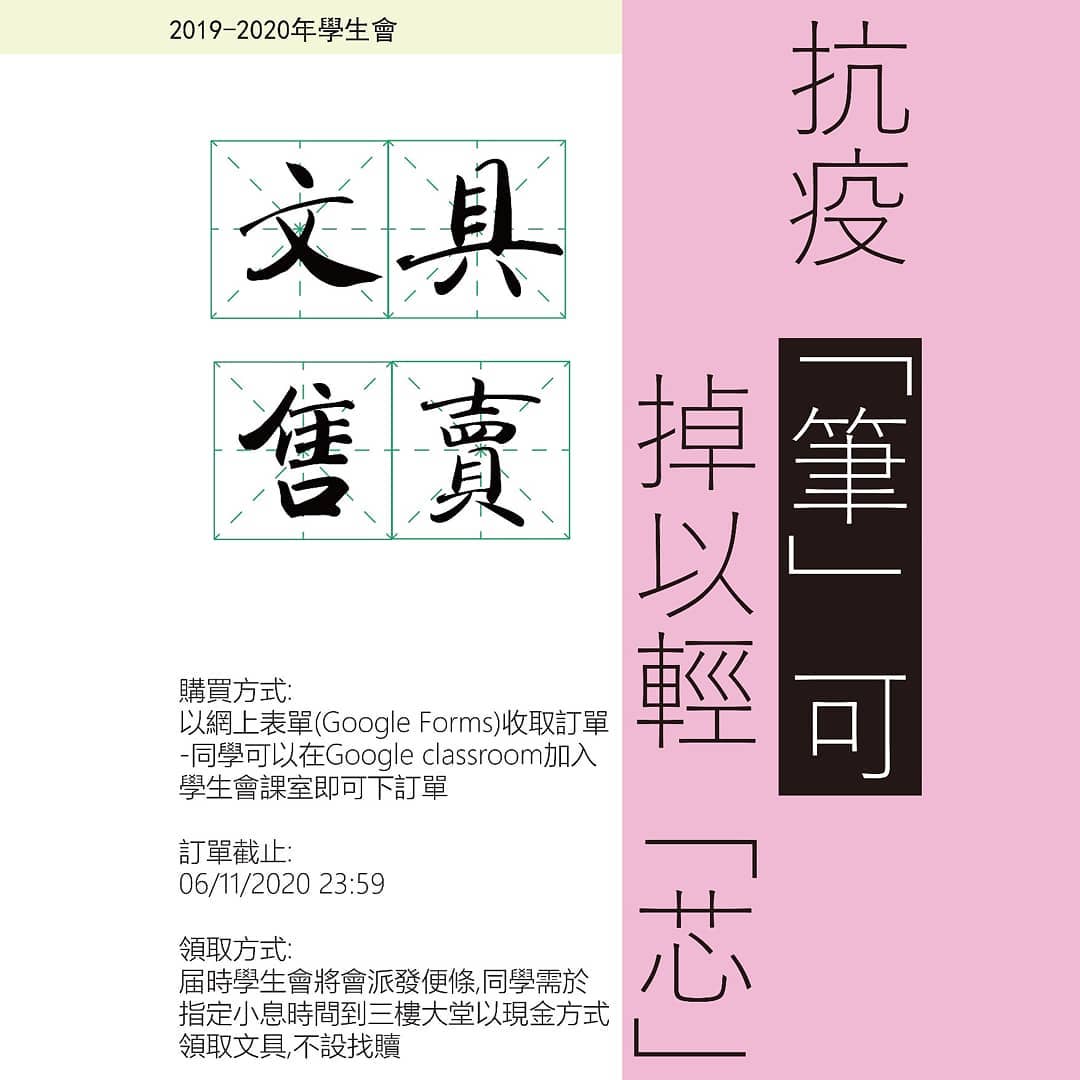 2019-2020年學生會
文具
售賣
購買方式:
以網上表單(Google Forms)收取訂單
-同學可以在Google classroom加入
學生會課室即可下訂單
訂單截止:
06/11/2020 23:59
領取方式:
届時學生會將會派發便條,同學需於
指定小息時間到三樓大堂以現金方式
領取文具,不設找贖
抗疫「筆」可
掉以輕「芯」